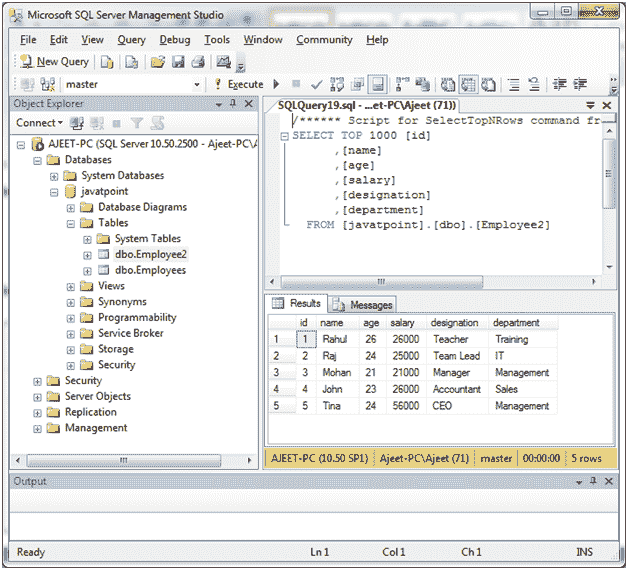 Microsoft SQL Server Management Studio
File Edit View Query Debug Tools Window Community Help
New Query
master Execute
Object Explorer
Connect
AJEET-PC (SQL Server 10.50.2500 - Ajeet-PC\A
Databases
System Databases
javatpoint
Database Diagrams
Tables
System Tables
dbo.Employee2
dbo.Employees
Views
Synonyms
Programmability
Service Broker
Storage
Security
Security
Server Objects
Replication
Management
SQLQuery19.sql - ...et-PC\Ajeet (71))
/****** Script for SelectTopNRows command fr
SELECT TOP 1000 [id]
,[name]
,[age]
,[salary]
,[designation]
,[department]
FROM [javatpoint].[dbo].[Employee2]
Results Messages
id name age salary designation department
1 1 Rahul 26 26000 Teacher Training
2 2 Raj 24 25000 Team Lead IT
3 3 Mohan 21 21000 Manager Management
4 4 John 23 26000 Accountant Sales
5 5 Tina 24 56000 CEO Management
AJEET-PC (10.50 SP1) Ajeet-PC\Ajeet (71) master 00:00:00 5 rows
Output
Ready Ln 1 Col 1 Ch 1 INS